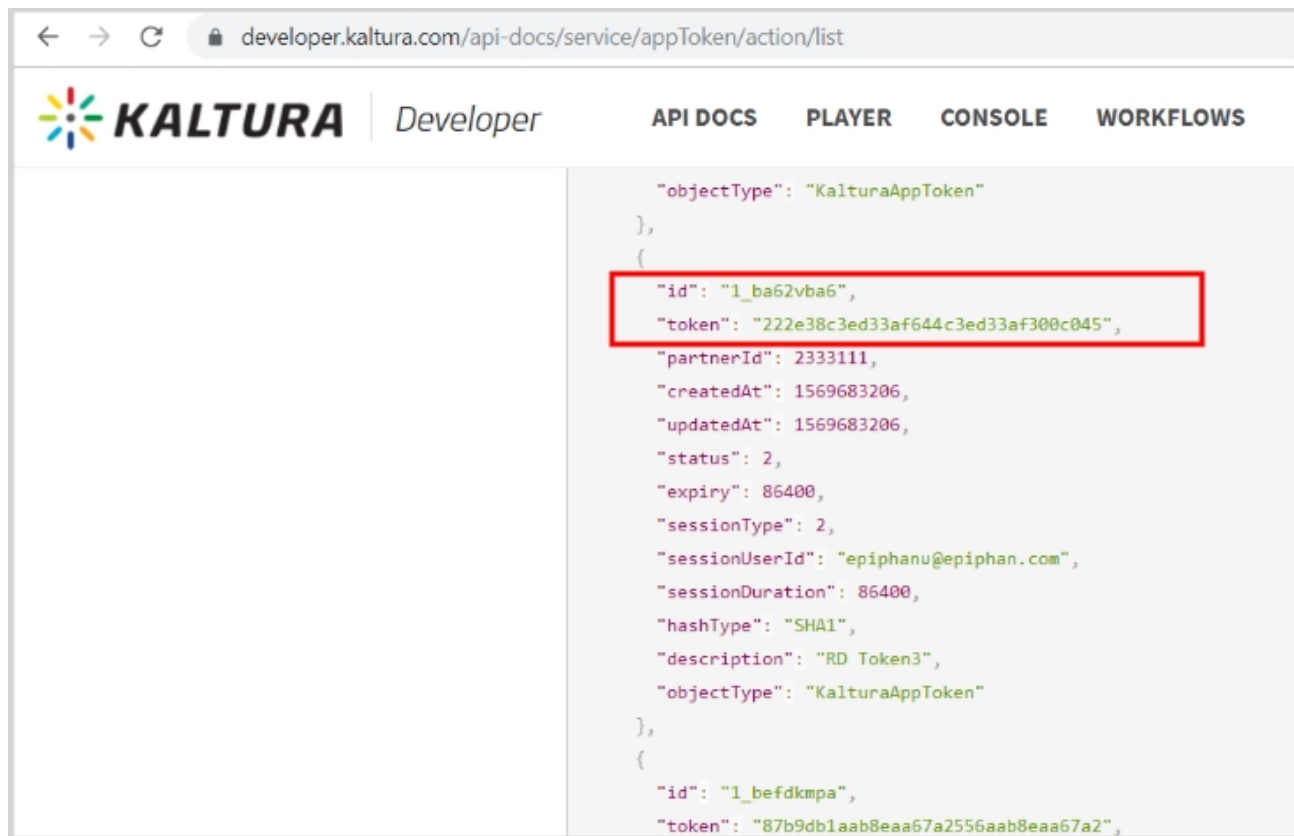 developer.kaltura.com/api-docs/service/appToken/action/list
KALTURA Developer API DOCS PLAYER CONSOLE WORKFLOWS
"objectType": "KalturaAppToken"
},
{
"id": "1_ba62vba6",
"token": "222e38c3ed33af644c3ed33af300c045",
"partnerId": 2333111,
"createdAt": 1569683206,
"updatedAt": 1569683206,
"status": 2,
"expiry": 86400,
"sessionType": 2,
"sessionUserId": "epiphanu@epiphan.com",
"sessionDuration": 86400,
"hashType": "SHA1",
"description": "RD Token3",
"objectType": "KalturaAppToken"
},
{
"id": "1_befdkmpa",
"token": "87b9db1aab8eaa67a2556aab8eaa67a2",